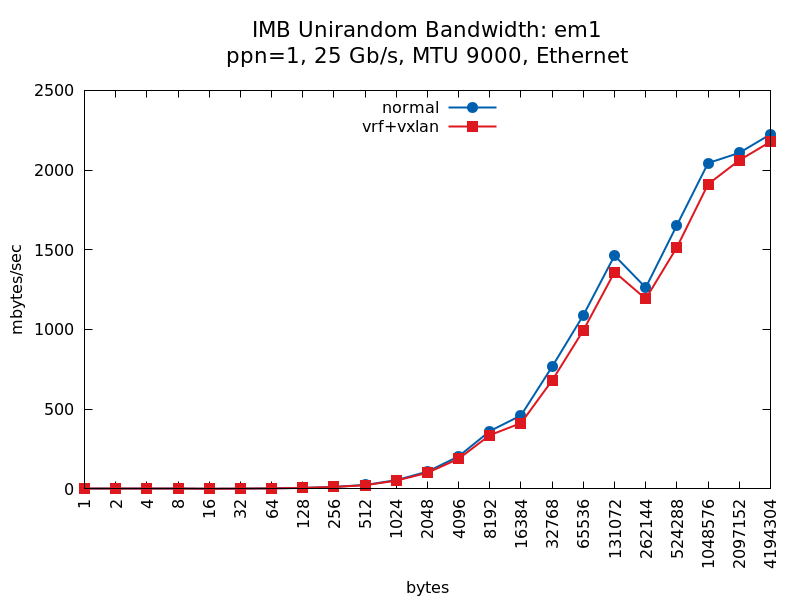 IMB Unirandom Bandwidth: em1
ppn=1, 25 Gb/s, MTU 9000, Ethernet
normal
vrf+vxlan
2500
2000
1500
1000
500
0
mbytes/sec
1 2 4 8 16 32 64 128 256 512 1024 2048 4096 8192 16384 32768 65536 131072 262144 524288 1048576 2097152 4194304
bytes